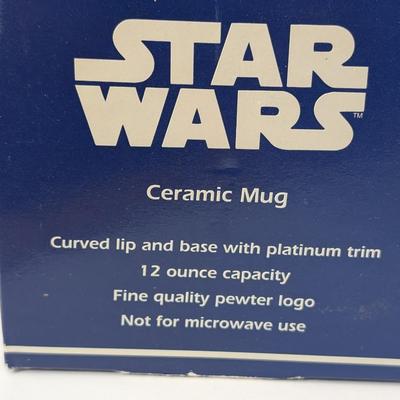 STAR
WARS™
Ceramic Mug
Curved lip and base with platinum trim
12 ounce capacity
Fine quality pewter logo
Not for microwave use